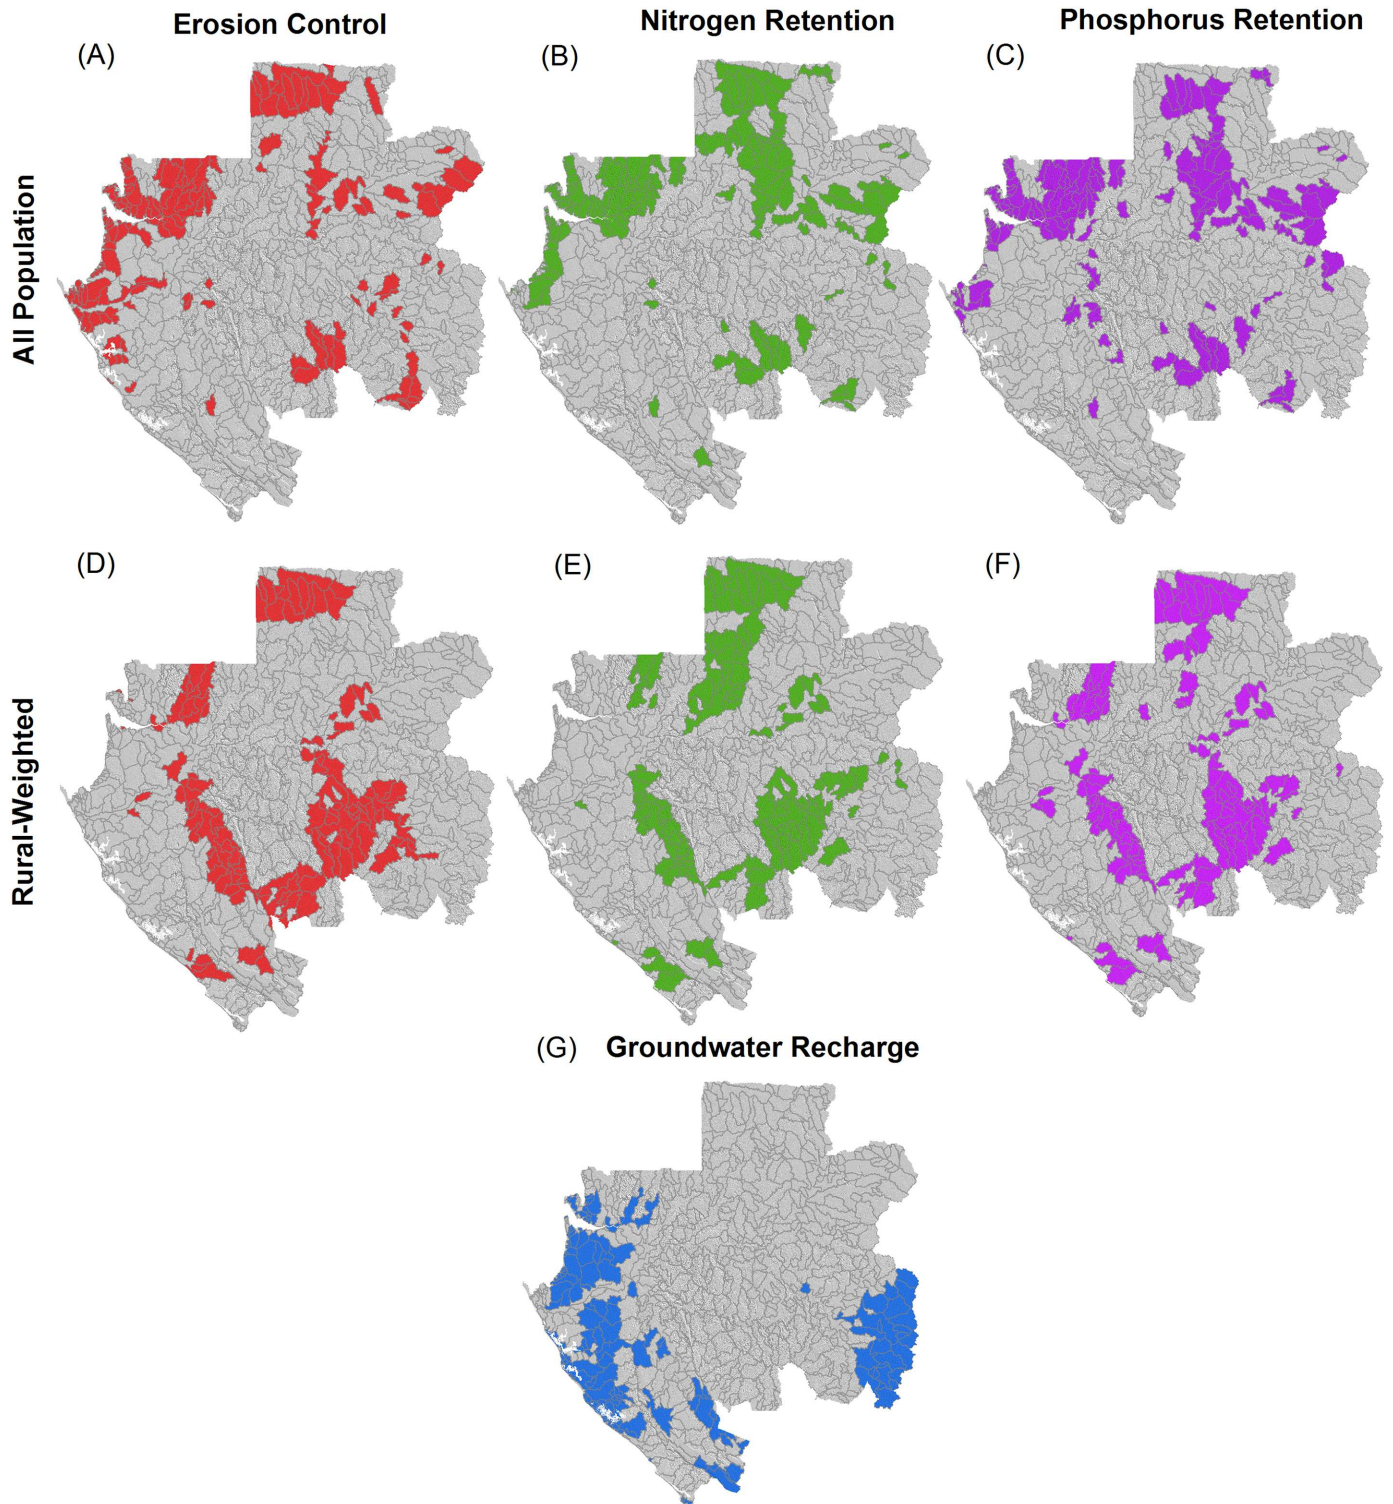 Erosion Control
Nitrogen Retention
Phosphorus Retention
(A)
(B)
(C)
All Population
(D)
(E)
(F)
Rural-Weighted
(G) Groundwater Recharge